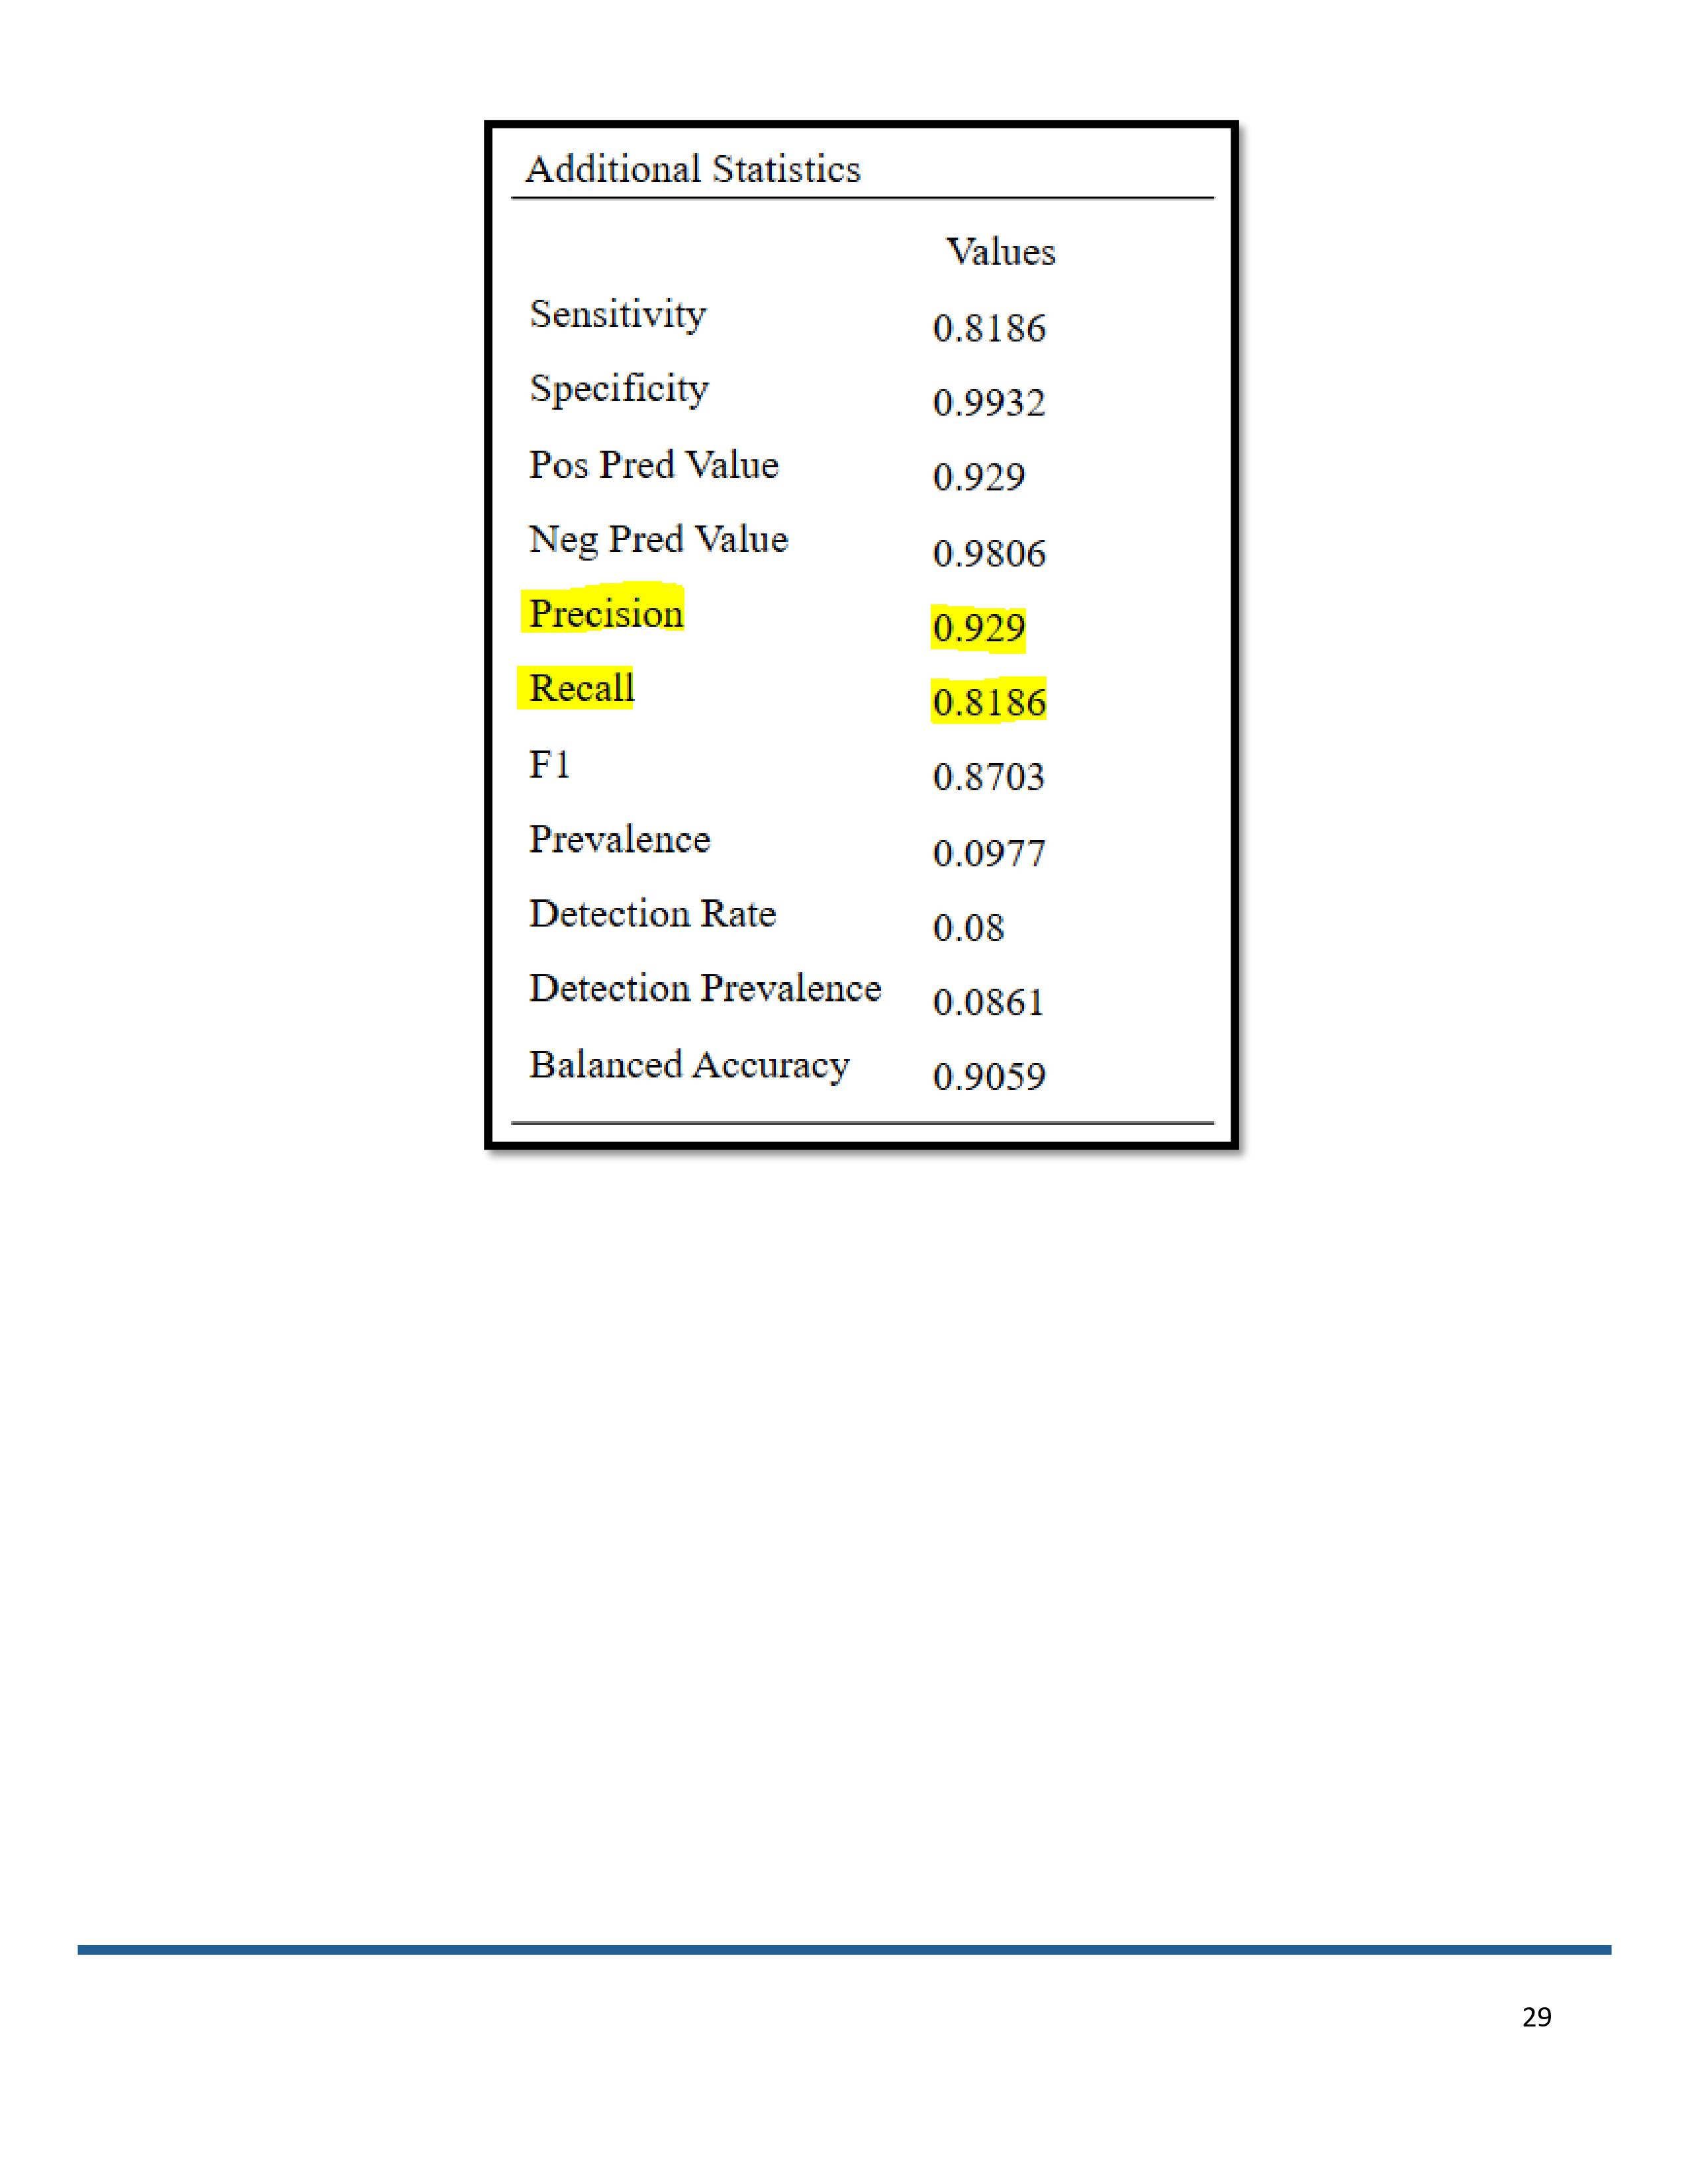 Additional Statistics
Values
Sensitivity 0.8186
Specificity 0.9932
Pos Pred Value 0.929
Neg Pred Value 0.9806
Precision 0.929
Recall 0.8186
F1 0.8703
Prevalence 0.0977
Detection Rate 0.08
Detection Prevalence 0.0861
Balanced Accuracy 0.9059
29